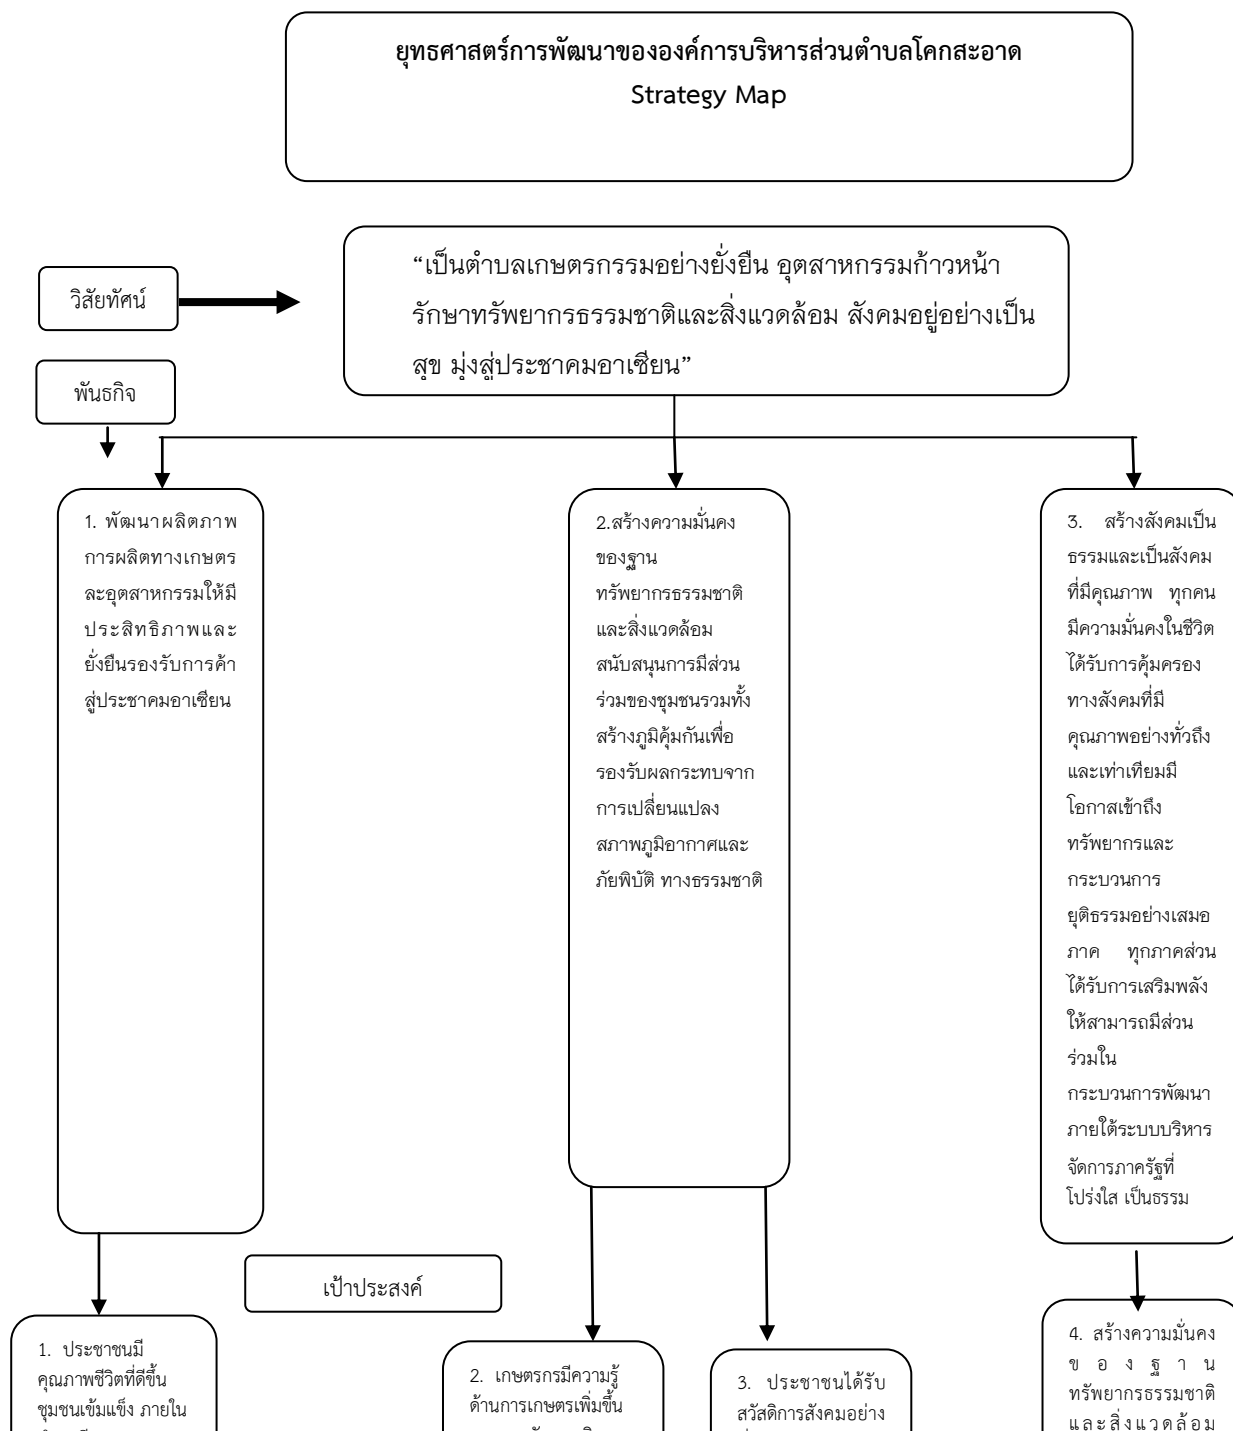 ยุทธศาสตร์การพัฒนาขององค์การบริหารส่วนตำบลโคกสะอาด
Strategy Map
วิสัยทัศน์
“เป็นตำบลเกษตรกรรมอย่างยั่งยืน อุตสาหกรรมก้าวหน้า
รักษาทรัพยากรธรรมชาติและสิ่งแวดล้อม สังคมอยู่อย่างเป็น
สุข มุ่งสู่ประชาคมอาเซียน”
พันธกิจ
1. พัฒนาผลิตภาพ
การผลิตทางเกษตร
ละอุตสาหกรรมให้มี
ประสิทธิภาพและ
ยั่งยืนรองรับการค้า
สู่ประชาคมอาเซียน
2.สร้างความมั่นคง
ของฐาน
ทรัพยากรธรรมชาติ
และสิ่งแวดล้อม
สนับสนุนการมีส่วน
ร่วมของชุมชนรวมทั้ง
สร้างภูมิคุ้มกันเพื่อ
รองรับผลกระทบจาก
การเปลี่ยนแปลง
สภาพภูมิอากาศและ
ภัยพิบัติ ทางธรรมชาติ
3. สร้างสังคมเป็น
ธรรมและเป็นสังคม
ที่มีคุณภาพ ทุกคน
มีความมั่นคงในชีวิต
ได้รับการคุ้มครอง
ทางสังคมที่มี
คุณภาพอย่างทั่วถึง
และเท่าเทียมมี
โอกาสเข้าถึง
ทรัพยากรและ
กระบวนการ
ยุติธรรมอย่างเสมอ
ภาค ทุกภาคส่วน
ได้รับการเสริมพลัง
ให้สามารถมีส่วน
ร่วมใน
กระบวนการพัฒนา
ภายใต้ระบบบริหาร
จัดการภาครัฐที่
โปร่งใส เป็นธรรม
เป้าประสงค์
1. ประชาชนมี
คุณภาพชีวิตที่ดีขึ้น
ชุมชนเข้มแข็ง ภายใน
2. เกษตรกรมีความรู้
ด้านการเกษตรเพิ่มขึ้น
3. ประชาชนได้รับ
สวัสดิการสังคมอย่าง
4. สร้างความมั่นคง
ข อ ง ฐ า น
ทรัพยากรธรรมชาติ
และสิ่งแวดล้อม